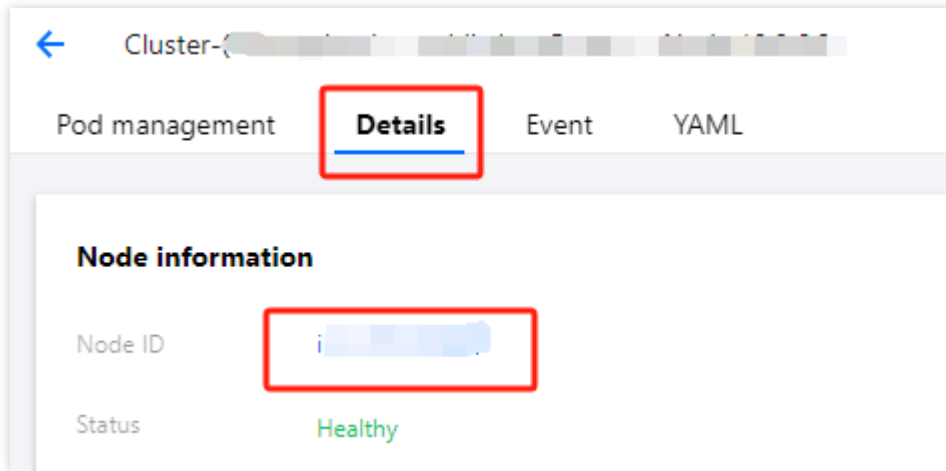 Cluster-(
Pod management Details Event YAML
Node information
Node ID i
Status Healthy